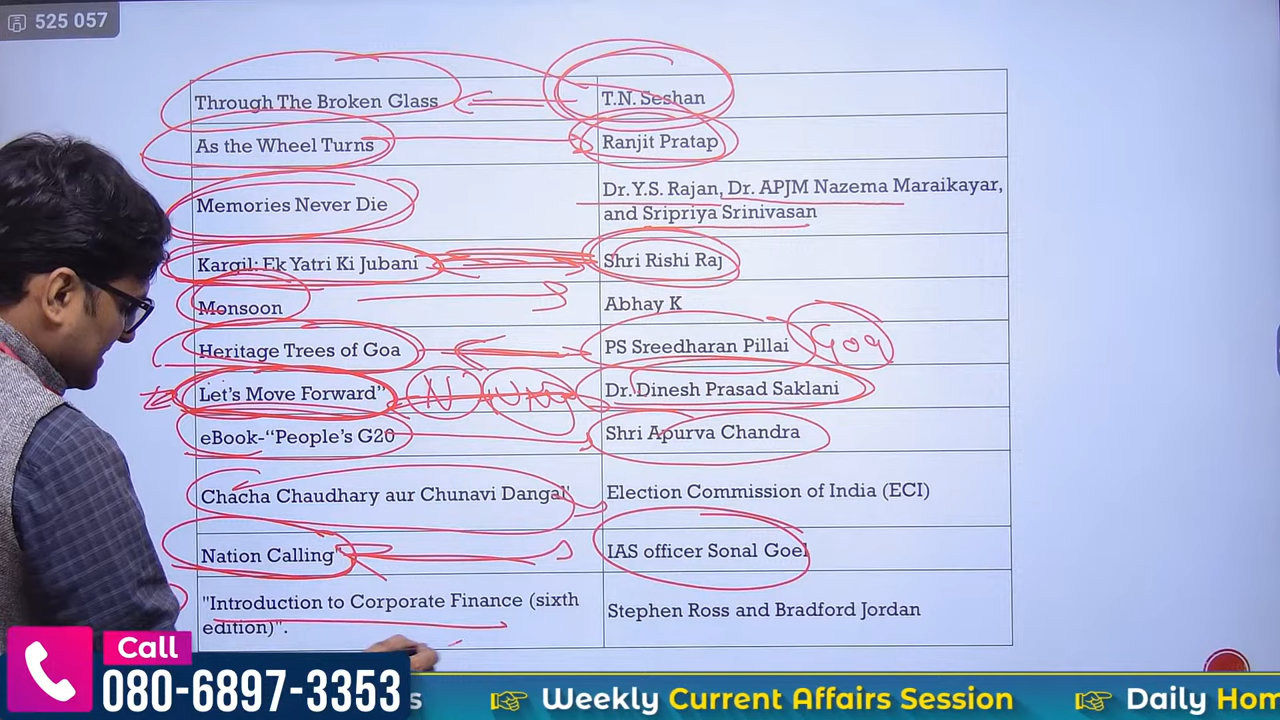 525 057
Through The Broken Glass T.N. Seshan
As the Wheel Turns Ranjit Pratap
Memories Never Die Dr. Y.S. Rajan, Dr. APJM Nazema Maraikayar,
and Sripriya Srinivasan
Kargil: Ek Yatri Ki Jubani Shri Rishi Raj
Monsoon Abhay K
Heritage Trees of Goa PS Sreedharan Pillai Goa
Let's Move Forward" N Dr. Dinesh Prasad Saklani
eBook-“People’s G20 Shri Apurva Chandra
Chacha Chaudhary aur Chunavi Dangal" Election Commission of India (ECI)
Nation Calling" IAS officer Sonal Goel
"Introduction to Corporate Finance (sixth Stephen Ross and Bradford Jordan
edition)".
Call
080-6897-3353
s Weekly Current Affairs Session Daily Hom